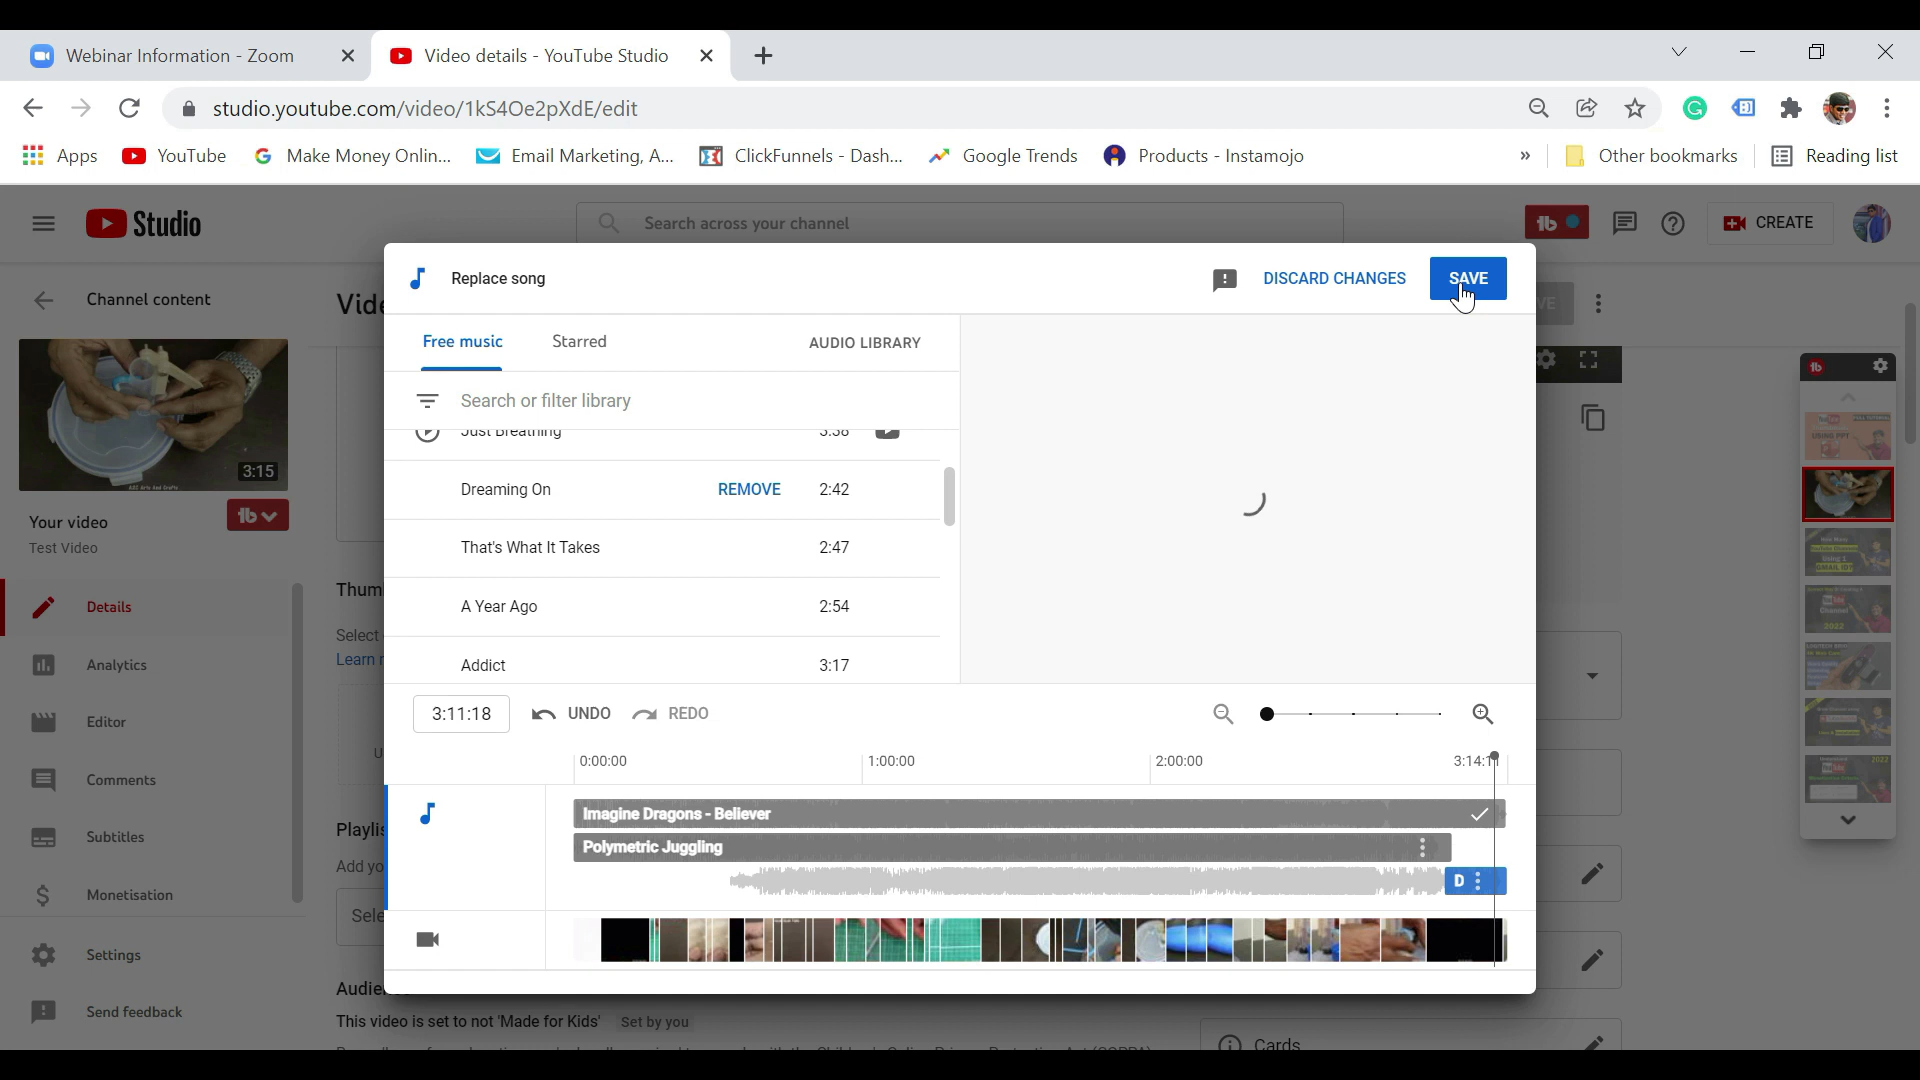 Webinar Information - Zoom
Video details - YouTube Studio
studio.youtube.com/video/1kS4Oe2pXdE/edit
Apps
YouTube
Make Money Onlin...
Email Marketing, A...
ClickFunnels - Dash...
Google Trends
Products - Instamojo
»
Other bookmarks
Reading list
Studio
Search across your channel
CREATE
Channel content
3:15
Your video
Test Video
Details
Analytics
Editor
Comments
Subtitles
Monetisation
Settings
Send feedback
Replace song
DISCARD CHANGES
SAVE
Free music
Starred
AUDIO LIBRARY
Search or filter library
Just Breathing 3:38
Dreaming On REMOVE 2:42
That's What It Takes 2:47
A Year Ago 2:54
Addict 3:17
3:11:18
UNDO
REDO
0:00:00
1:00:00
2:00:00
Imagine Dragons - Believer
Polymetric Juggling
D
This video is set to not 'Made for Kids' Set by you
Cards